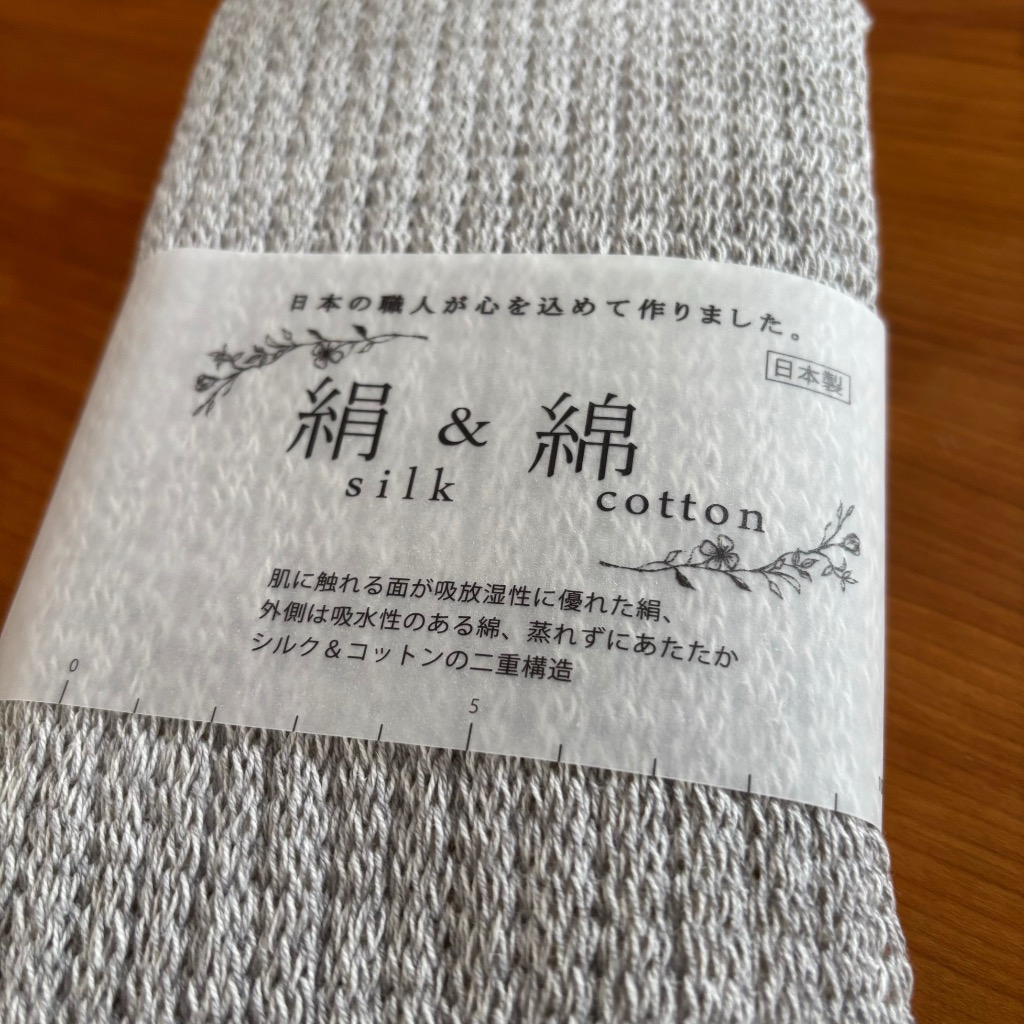 日本の職人が心を込めて作りました。
日本製
絹 & 綿
silk cotton
肌に触れる面が吸放湿性に優れた絹、
外側は吸水性のある綿、蒸れずにあたたか
シルク＆コットンの二重構造
0 5